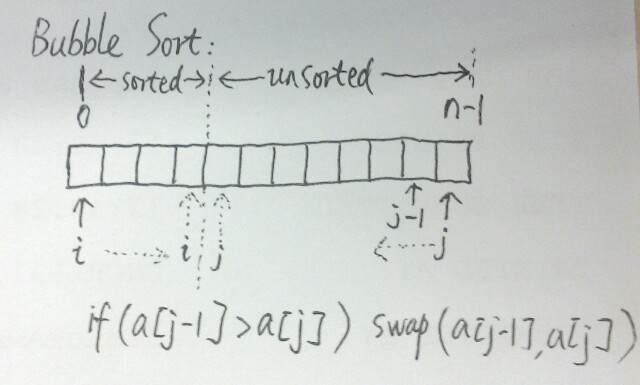 Bubble Sort:
sorted unsorted
0 n-1
j-1
i i j j
if(a[j-1]>a[j]) swap(a[j-1],a[j])